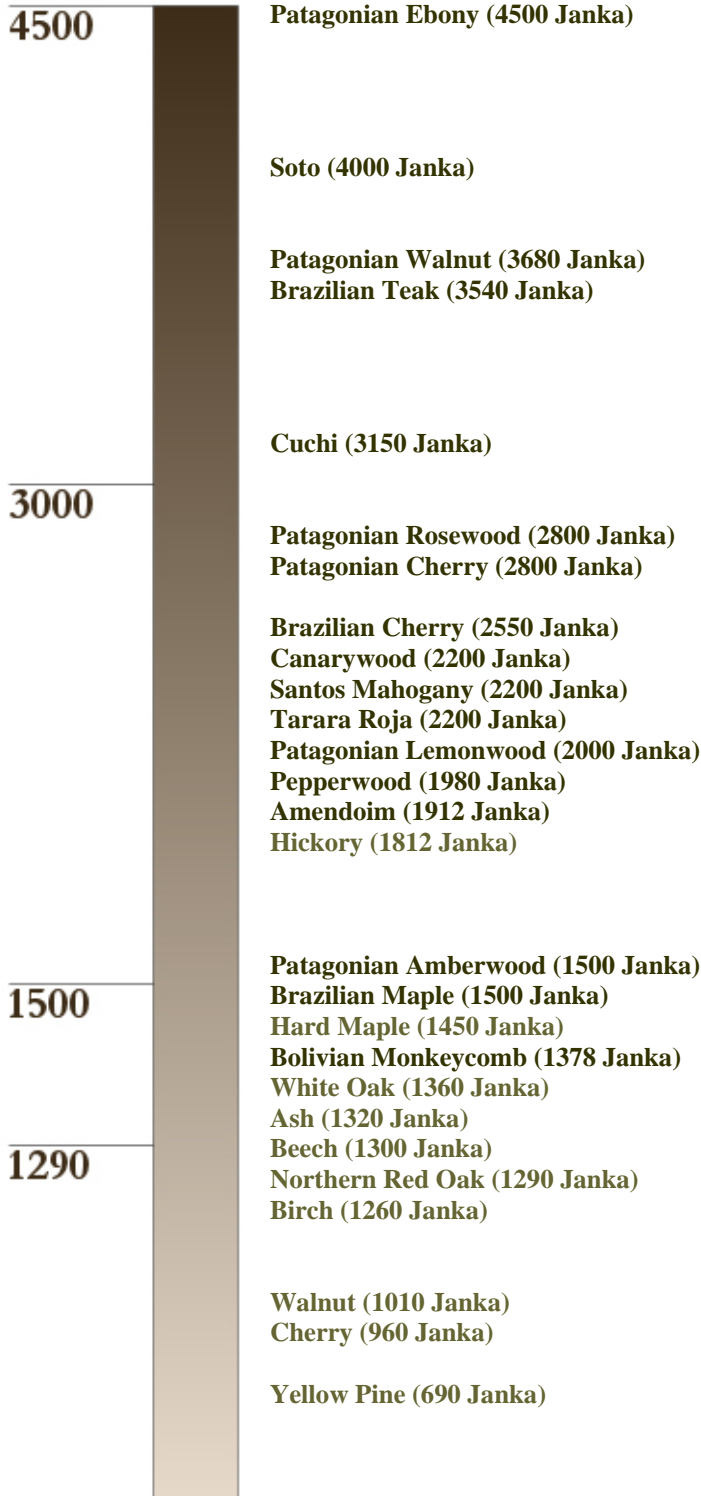 4500
Patagonian Ebony (4500 Janka)
Soto (4000 Janka)
Patagonian Walnut (3680 Janka)
Brazilian Teak (3540 Janka)
Cuchi (3150 Janka)
3000
Patagonian Rosewood (2800 Janka)
Patagonian Cherry (2800 Janka)
Brazilian Cherry (2550 Janka)
Canarywood (2200 Janka)
Santos Mahogany (2200 Janka)
Tarara Roja (2200 Janka)
Patagonian Lemonwood (2000 Janka)
Pepperwood (1980 Janka)
Amendoim (1912 Janka)
Hickory (1812 Janka)
Patagonian Amberwood (1500 Janka)
1500
Brazilian Maple (1500 Janka)
Hard Maple (1450 Janka)
Bolivian Monkeycomb (1378 Janka)
White Oak (1360 Janka)
Ash (1320 Janka)
Beech (1300 Janka)
1290
Northern Red Oak (1290 Janka)
Birch (1260 Janka)
Walnut (1010 Janka)
Cherry (960 Janka)
Yellow Pine (690 Janka)